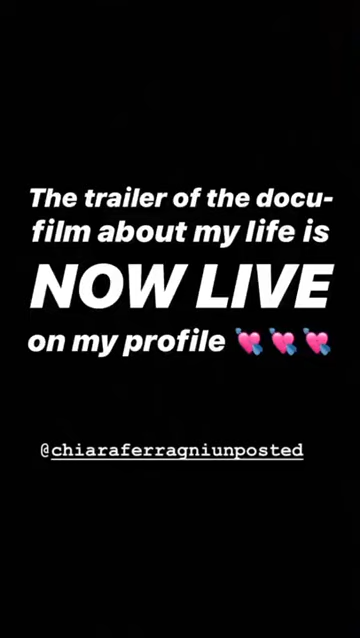 The trailer of the docu-
film about my life is
NOW LIVE
on my profile 💘💘💘
@chiaraferragniunposted